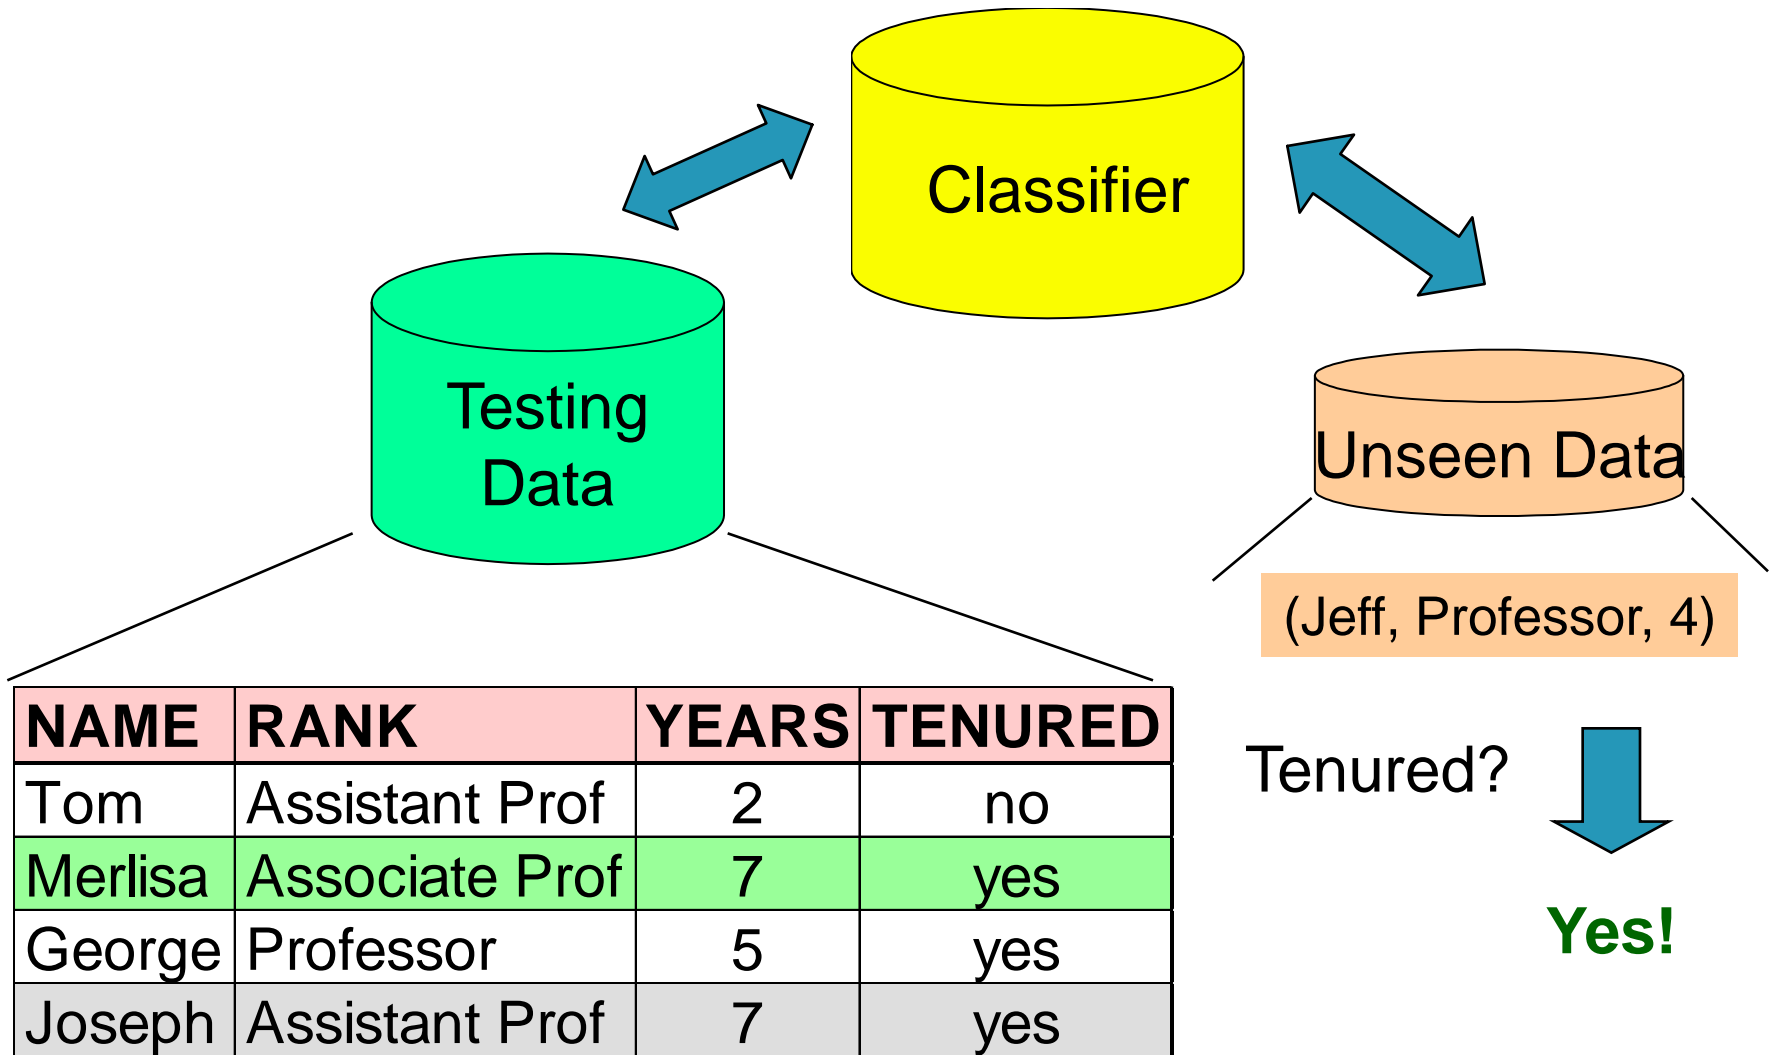 Classifier
Testing
Data
Unseen Data
(Jeff, Professor, 4)
NAME RANK YEARS TENURED
Tom Assistant Prof 2 no
Merlisa Associate Prof 7 yes
George Professor 5 yes
Joseph Assistant Prof 7 yes
Tenured?
Yes!